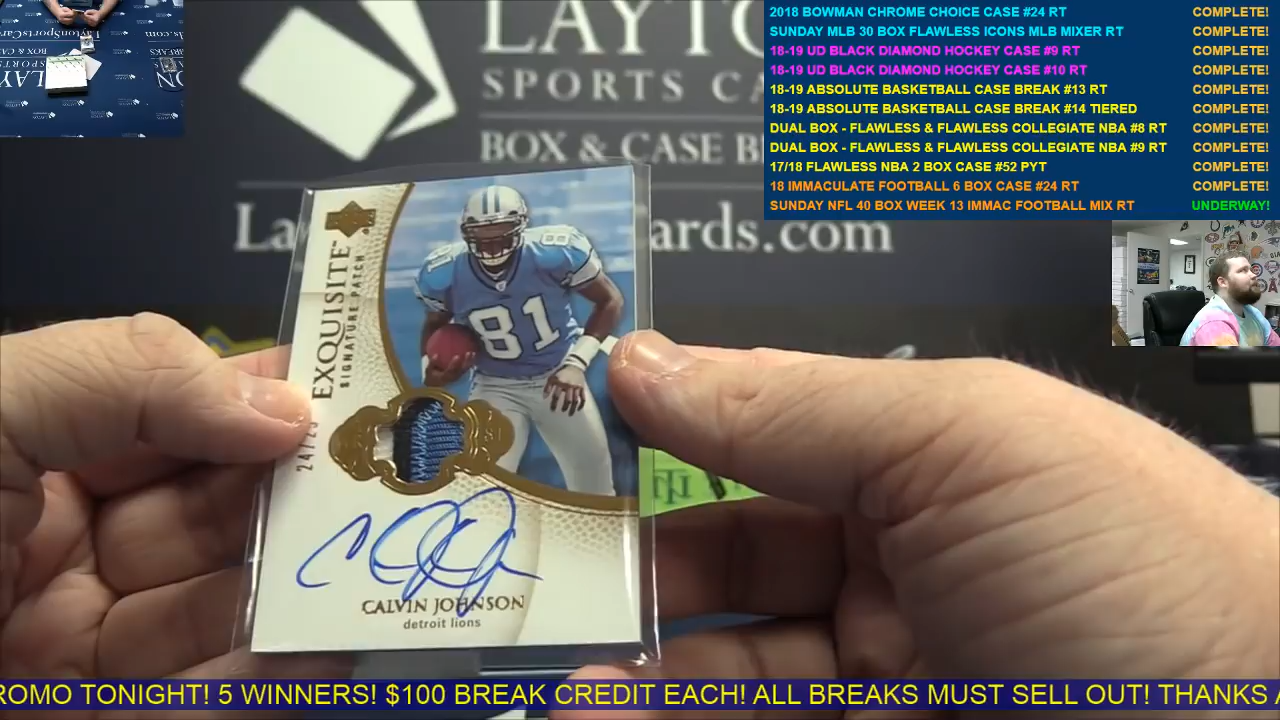 2018 BOWMAN CHROME CHOICE CASE #24 RT COMPLETE!
SUNDAY MLB 30 BOX FLAWLESS ICONS MLB MIXER RT COMPLETE!
18-19 UD BLACK DIAMOND HOCKEY CASE #9 RT COMPLETE!
18-19 UD BLACK DIAMOND HOCKEY CASE #10 RT COMPLETE!
18-19 ABSOLUTE BASKETBALL CASE BREAK #13 RT COMPLETE!
18-19 ABSOLUTE BASKETBALL CASE BREAK #14 TIERED COMPLETE!
DUAL BOX - FLAWLESS & FLAWLESS COLLEGIATE NBA #8 RT COMPLETE!
DUAL BOX - FLAWLESS & FLAWLESS COLLEGIATE NBA #9 RT COMPLETE!
17/18 FLAWLESS NBA 2 BOX CASE #52 PYT COMPLETE!
18 IMMACULATE FOOTBALL 6 BOX CASE #24 RT COMPLETE!
SUNDAY NFL 40 BOX WEEK 13 IMMAC FOOTBALL MIX RT UNDERWAY!
LAYTO
SPORTS CA
BOX & CASE B
La ards.com
EXQUISITE™
SIGNATURE PATCH
81
81
24/25
CALVIN JOHNSON
detroit lions
ROMO TONIGHT! 5 WINNERS! $100 BREAK CREDIT EACH! ALL BREAKS MUST SELL OUT! THANKS A